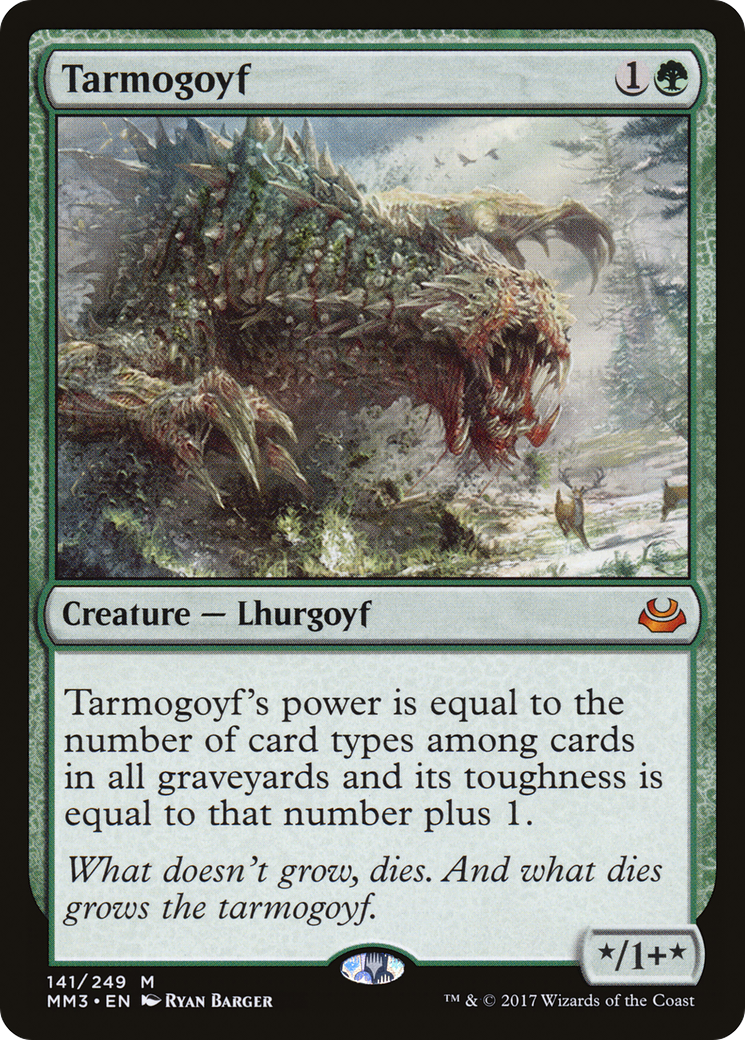 Tarmogoyf 1
Creature — Lhurgoyf
Tarmogoyf's power is equal to the
number of card types among cards
in all graveyards and its toughness is
equal to that number plus 1.
What doesn't grow, dies. And what dies
grows the tarmogoyf.
★/1+★
141/249 M
MM3 • EN Ryan Barger
™ & © 2017 Wizards of the Coast